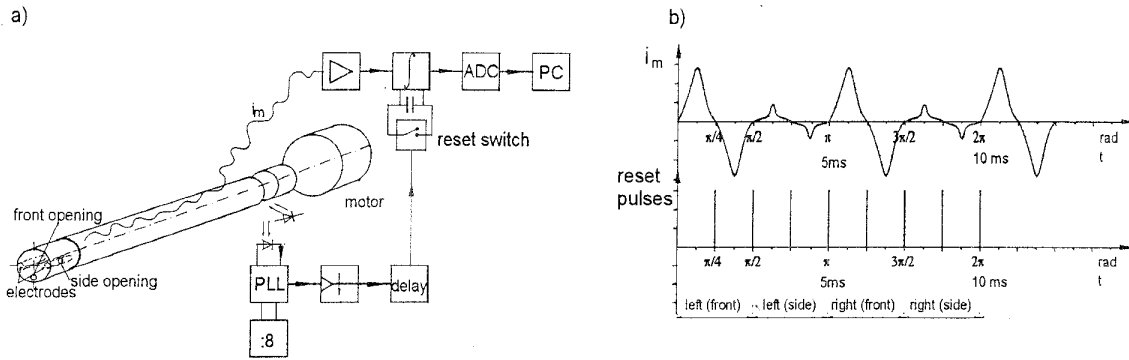 a)
i_m
∫
ADC
PC
reset switch
motor
front opening
side opening
electrodes
PLL
delay
:8
b)
i_m
π/4
π/2
π
3π/2
2π
rad
5ms
10 ms
t
reset
pulses
π/4
π/2
π
3π/2
2π
rad
5ms
10 ms
t
left (front)
left (side)
right (front)
right (side)